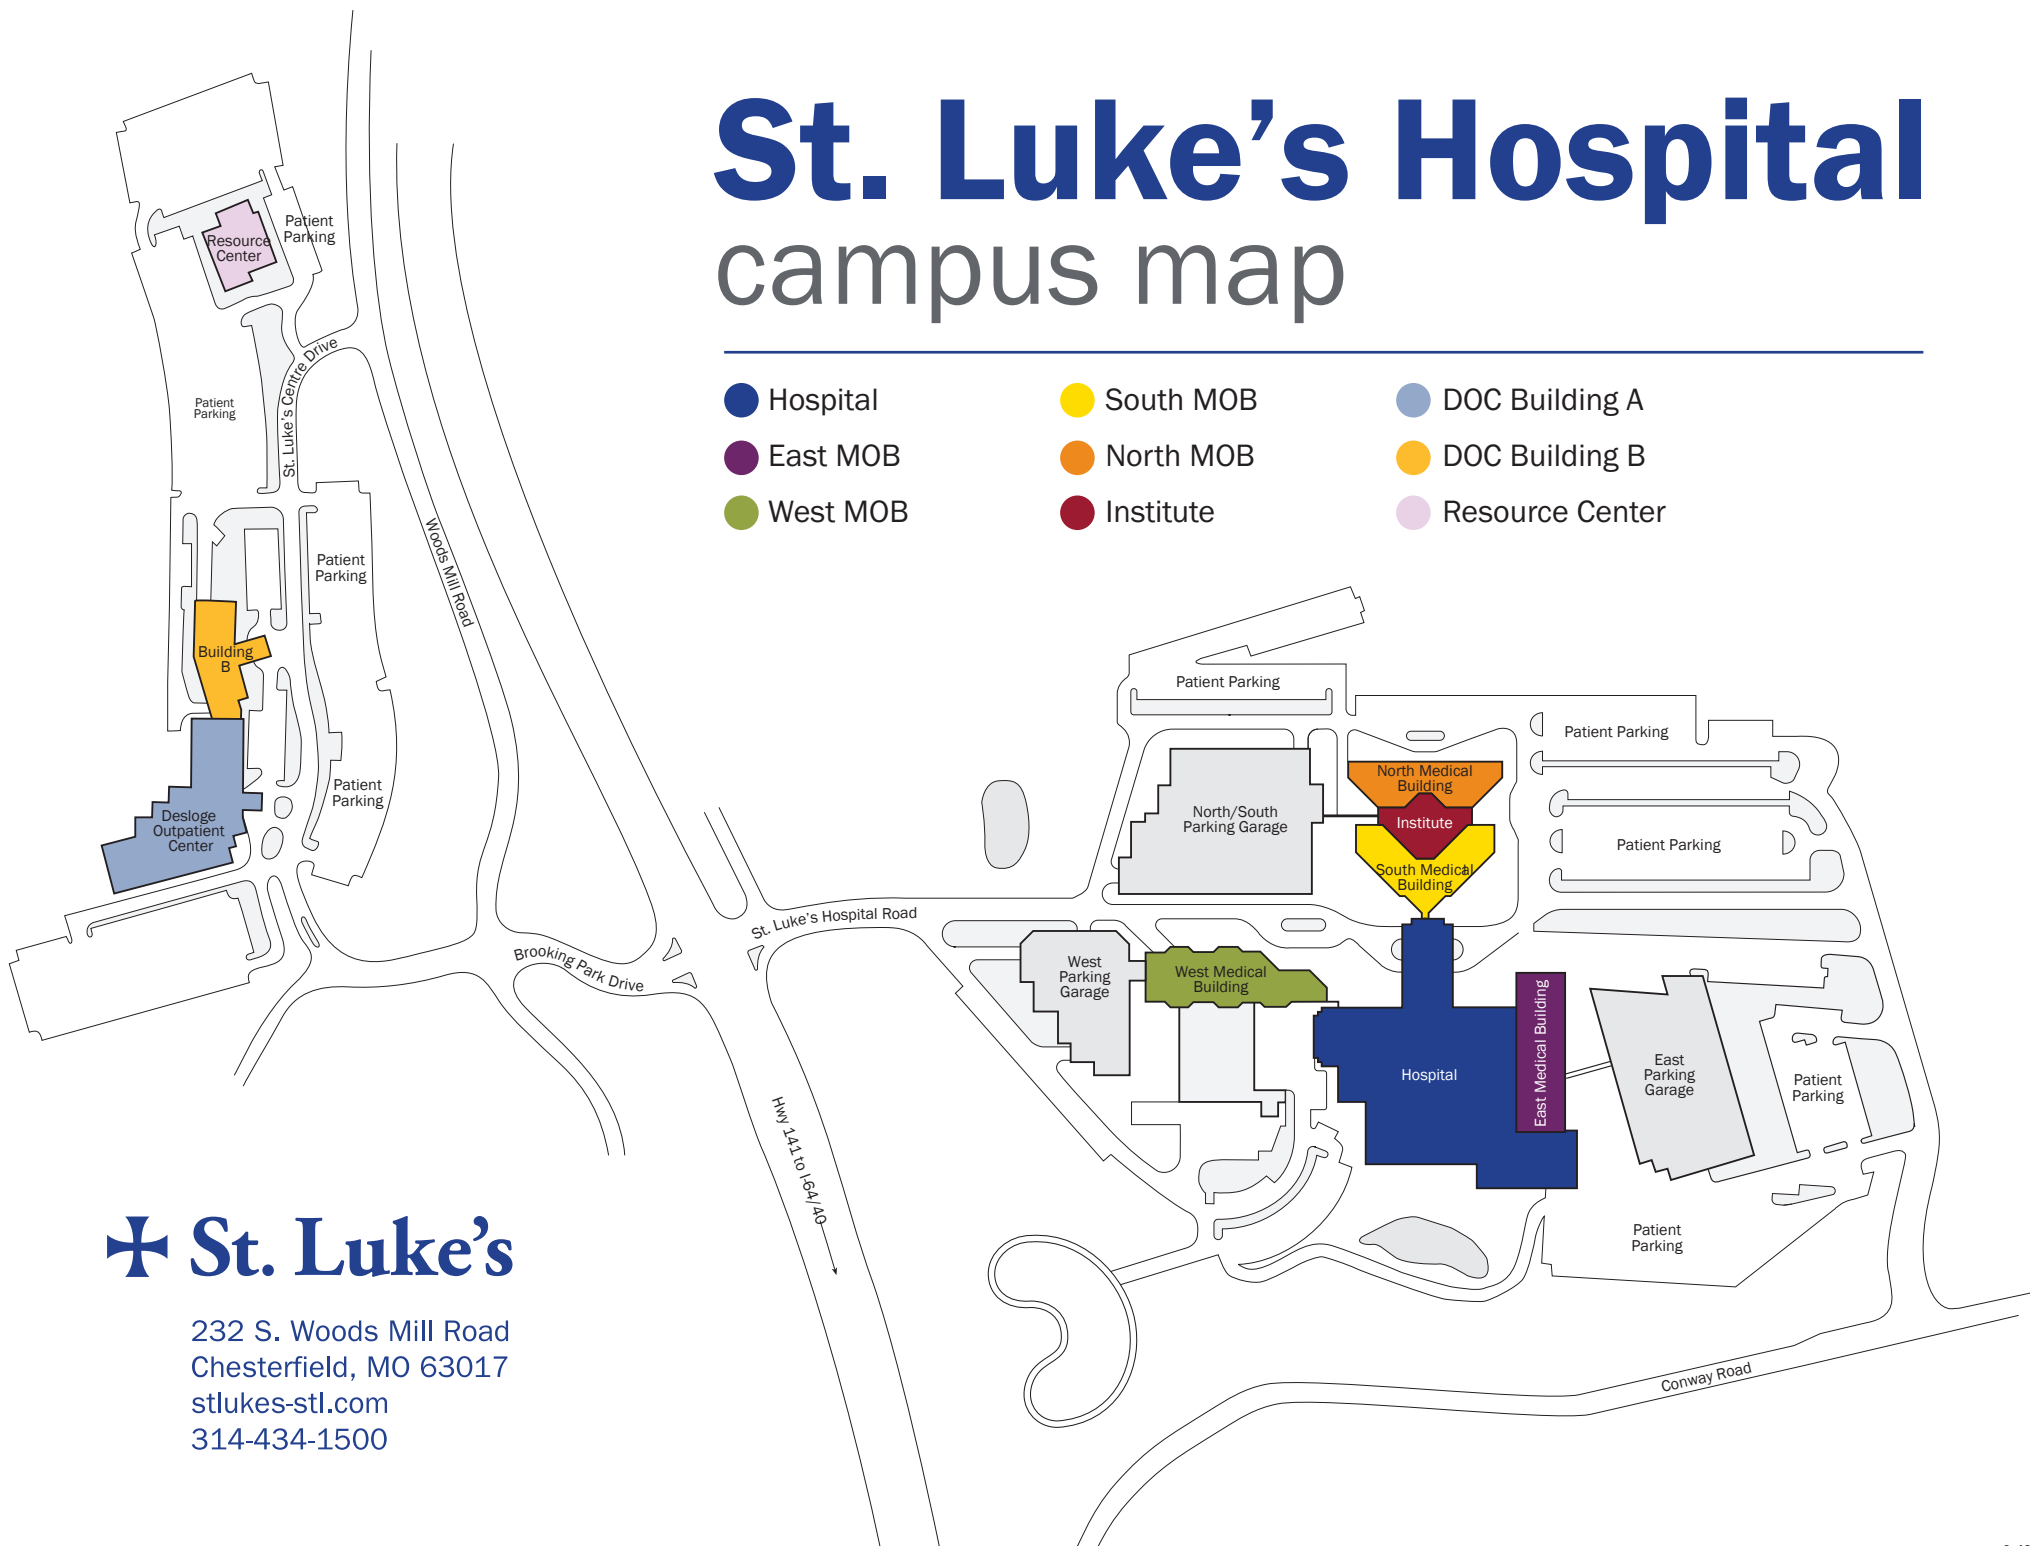 St. Luke's Hospital
campus map
Hospital
East MOB
West MOB
South MOB
North MOB
Institute
DOC Building A
DOC Building B
Resource Center
Resource
Center
Patient
Parking
St. Luke's Centre Drive
Patient
Parking
Woods Mill Road
Patient
Parking
Building
B
Patient
Parking
Desloge
Outpatient
Center
Brooking Park Drive
St. Luke's Hospital Road
Hwy 141 to I-64/40
Patient Parking
Patient Parking
North/South
Parking Garage
North Medical
Building
Institute
South Medical
Building
Patient Parking
West
Parking
Garage
West Medical
Building
Hospital
East Medical Building
East
Parking
Garage
Patient
Parking
Patient
Parking
Conway Road
St. Luke's
232 S. Woods Mill Road
Chesterfield, MO 63017
stlukes-stl.com
314-434-1500